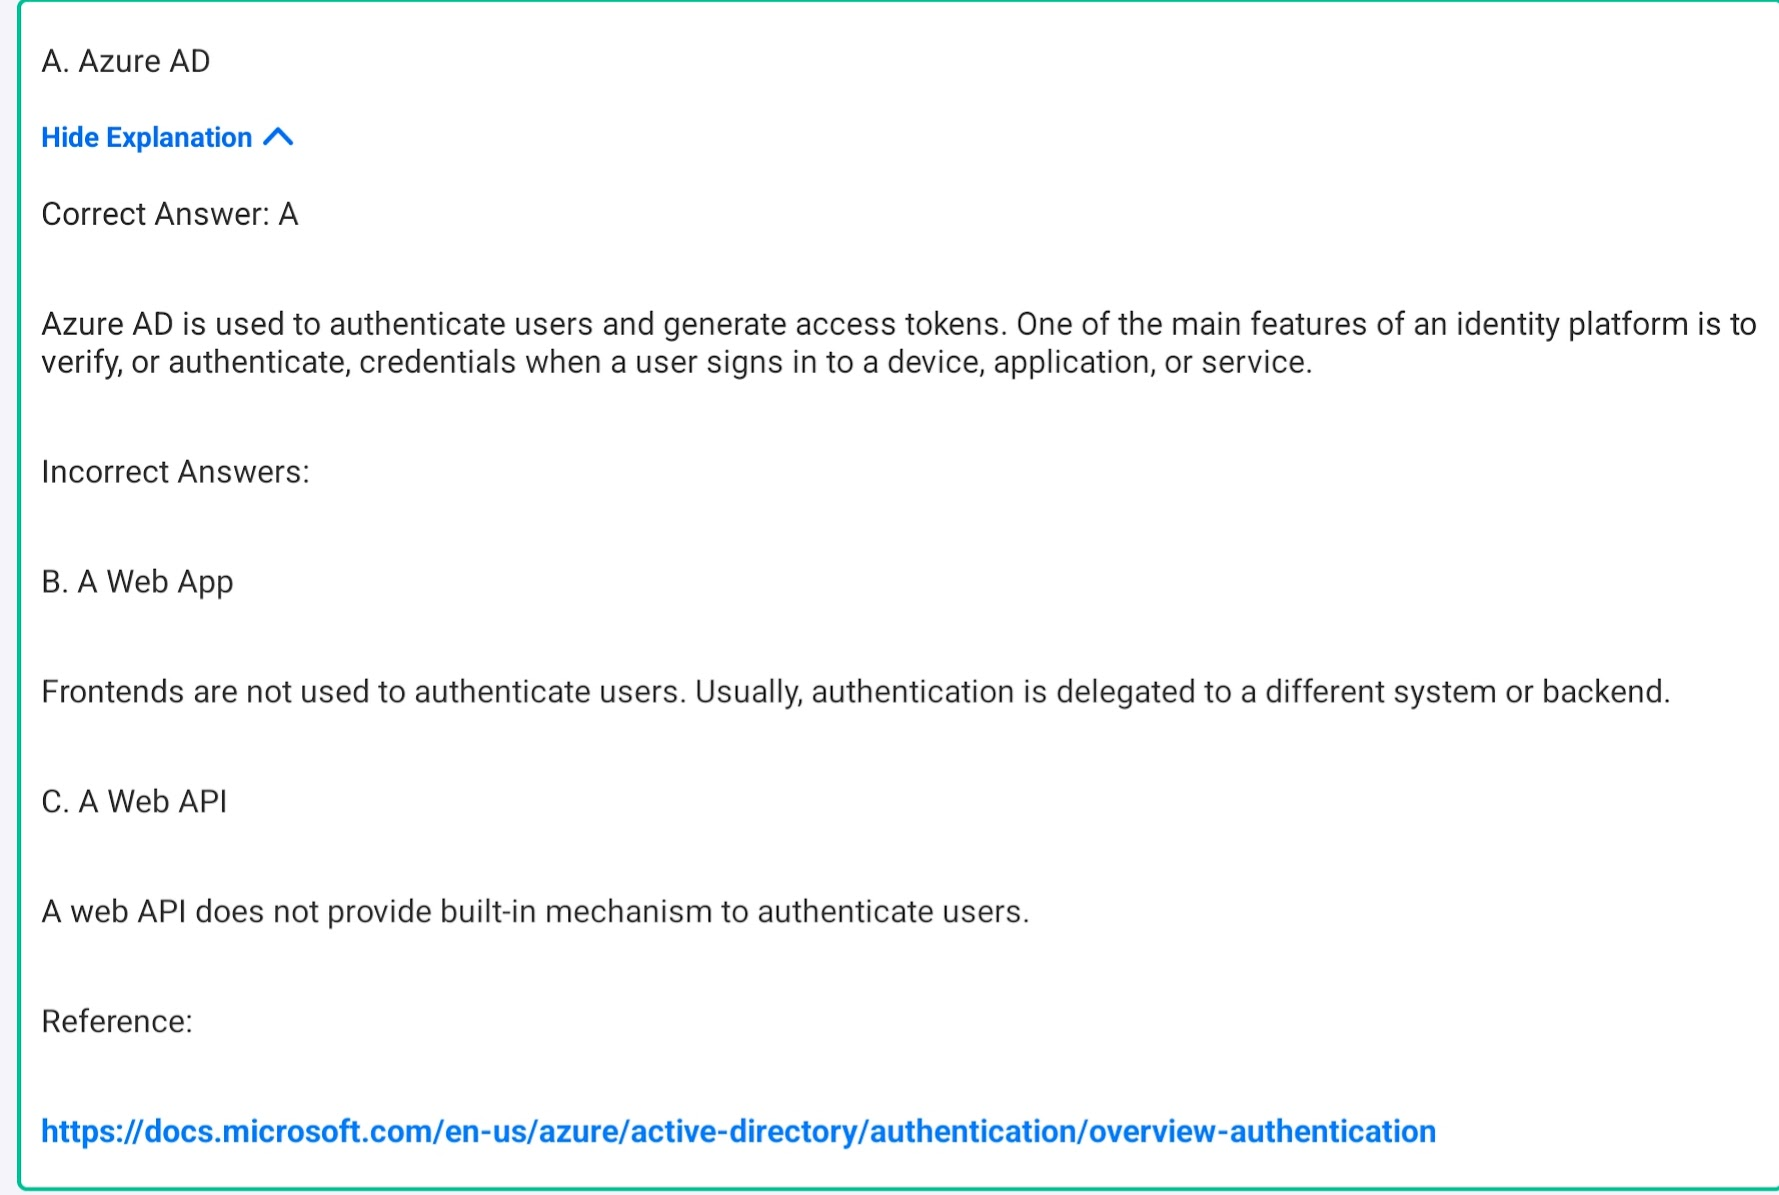 A. Azure AD
Hide Explanation
Correct Answer: A
Azure AD is used to authenticate users and generate access tokens. One of the main features of an identity platform is to
verify, or authenticate, credentials when a user signs in to a device, application, or service.
Incorrect Answers:
B. A Web App
Frontends are not used to authenticate users. Usually, authentication is delegated to a different system or backend.
C. A Web API
A web API does not provide built-in mechanism to authenticate users.
Reference:
https://docs.microsoft.com/en-us/azure/active-directory/authentication/overview-authentication